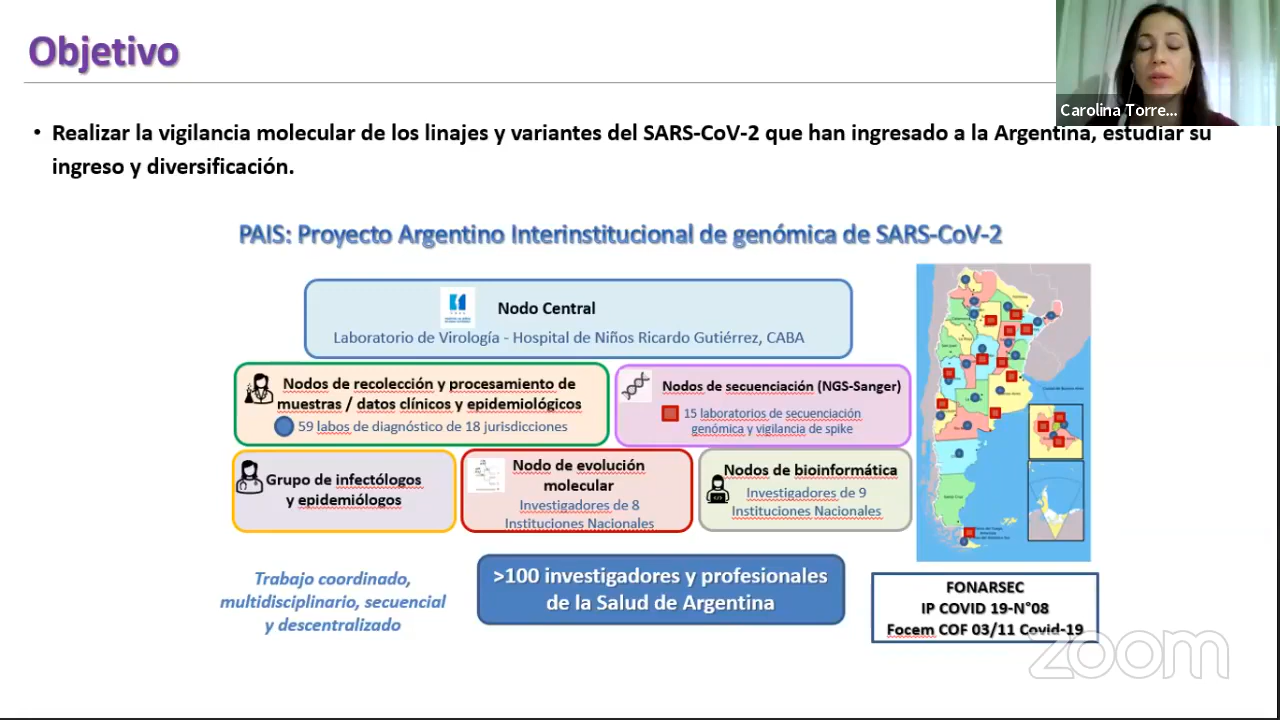 Objetivo
Carolina Torre...
• Realizar la vigilancia molecular de los linajes y variantes del SARS-CoV-2 que han ingresado a la Argentina, estudiar su
ingreso y diversificación.
PAIS: Proyecto Argentino Interinstitucional de genómica de SARS-CoV-2
Nodo Central
Laboratorio de Virología - Hospital de Niños Ricardo Gutiérrez, CABA
Nodos de recolección y procesamiento de
muestras / datos clínicos y epidemiológicos
59 labos de diagnóstico de 18 jurisdicciones
Nodos de secuenciación (NGS-Sanger)
15 laboratorios de secuenciación
genómica y vigilancia de spike
Grupo de infectólogos
y epidemiólogos
Nodo de evolución
molecular
Investigadores de 8
Instituciones Nacionales
Nodos de bioinformática
Investigadores de 9
Instituciones Nacionales
Santa Cruz
Trabajo coordinado,
multidisciplinario, secuencial
y descentralizado
>100 investigadores y profesionales
de la Salud de Argentina
FONARSEC
IP COVID 19-N°08
Focem COF 03/11 Covid-19
zoom